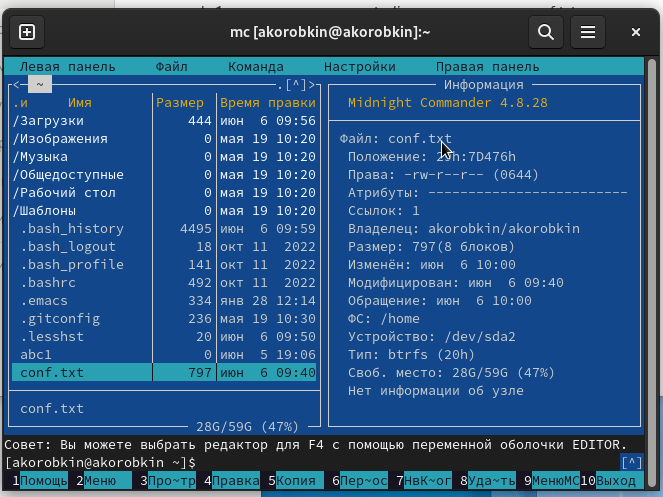 mc [akorobkin@akorobkin]:~
Левая панель Файл Команда Настройки Правая панель
<- ~ .[^]>
.и Имя Размер Время правки
/Загрузки 444 июн 6 09:56
/Изображения 0 мая 19 10:20
/Музыка 0 мая 19 10:20
/Общедоступные 0 мая 19 10:20
/Рабочий стол 0 мая 19 10:20
/Шаблоны 0 мая 19 10:20
.bash_history 4495 июн 6 09:59
.bash_logout 18 окт 11 2022
.bash_profile 141 окт 11 2022
.bashrc 492 окт 11 2022
.emacs 334 янв 28 12:14
.gitconfig 236 мая 19 10:30
.lesshst 20 июн 6 09:50
abc1 0 июн 5 19:06
conf.txt 797 июн 6 09:40
conf.txt
28G/59G (47%)
Информация
Midnight Commander 4.8.28
Файл: conf.txt
Положение: :7D476h
Права: -rw-r--r-- (0644)
Атрибуты: -------------------------
Ссылок: 1
Владелец: akorobkin/akorobkin
Размер: 797(8 блоков)
Изменён: июн 6 10:00
Модифицирован: июн 6 09:40
Обращение: июн 6 10:00
ФС: /home
Устройство: /dev/sda2
Тип: btrfs (20h)
Своб. место: 28G/59G (47%)
Нет информации об узле
Совет: Вы можете выбрать редактор для F4 с помощью переменной оболочки EDITOR.
[akorobkin@akorobkin ~]$ [^]
1Помощь 2Меню 3Про~тр 4Правка 5Копия 6Пер~ос 7НвК~ог 8Уда~ть 9МенюMC 10Выход